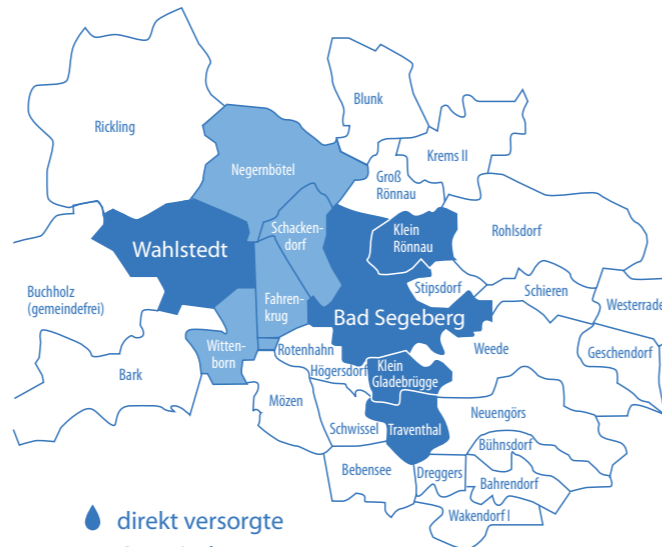 Blunk
Rickling
Krems II
Negernbötel
Groß
Rönnau
Schacken-
dorf
Klein
Rönnau
Rohlsdorf
Wahlstedt
Stipsdorf
Schieren
Buchholz
(gemeindefrei)
Fahren-
krug
Westerrade
Bad Segeberg
Witten-
born
Rotenhahn
Weede
Geschendorf
Bark
Högersdorf
Klein
Gladebrügge
Mözen
Neuengörs
Schwissel
Traventhal
Bühnsdorf
Bebensee
Dreggers
Bahrendorf
Wakendorf I
direkt versorgte